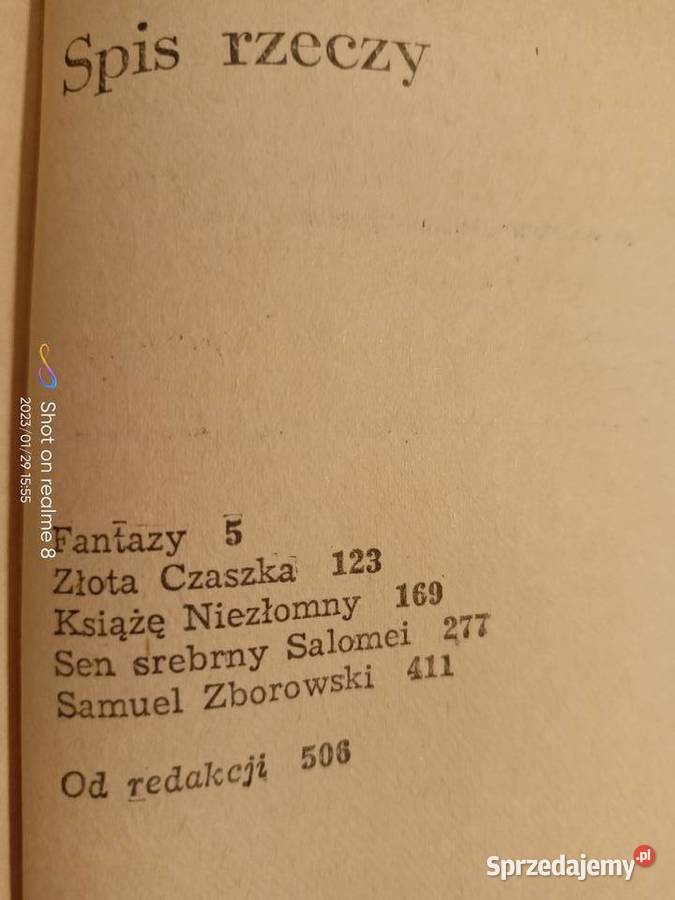 Spis rzeczy
Fantazy 5
Złota Czaszka 123
Książę Niezłomny 169
Sen srebrny Salomei 277
Samuel Zborowski 411
Od redakcji 506
Shot on realme 8
2023/01/29 15:55
Sprzedajemy.pl